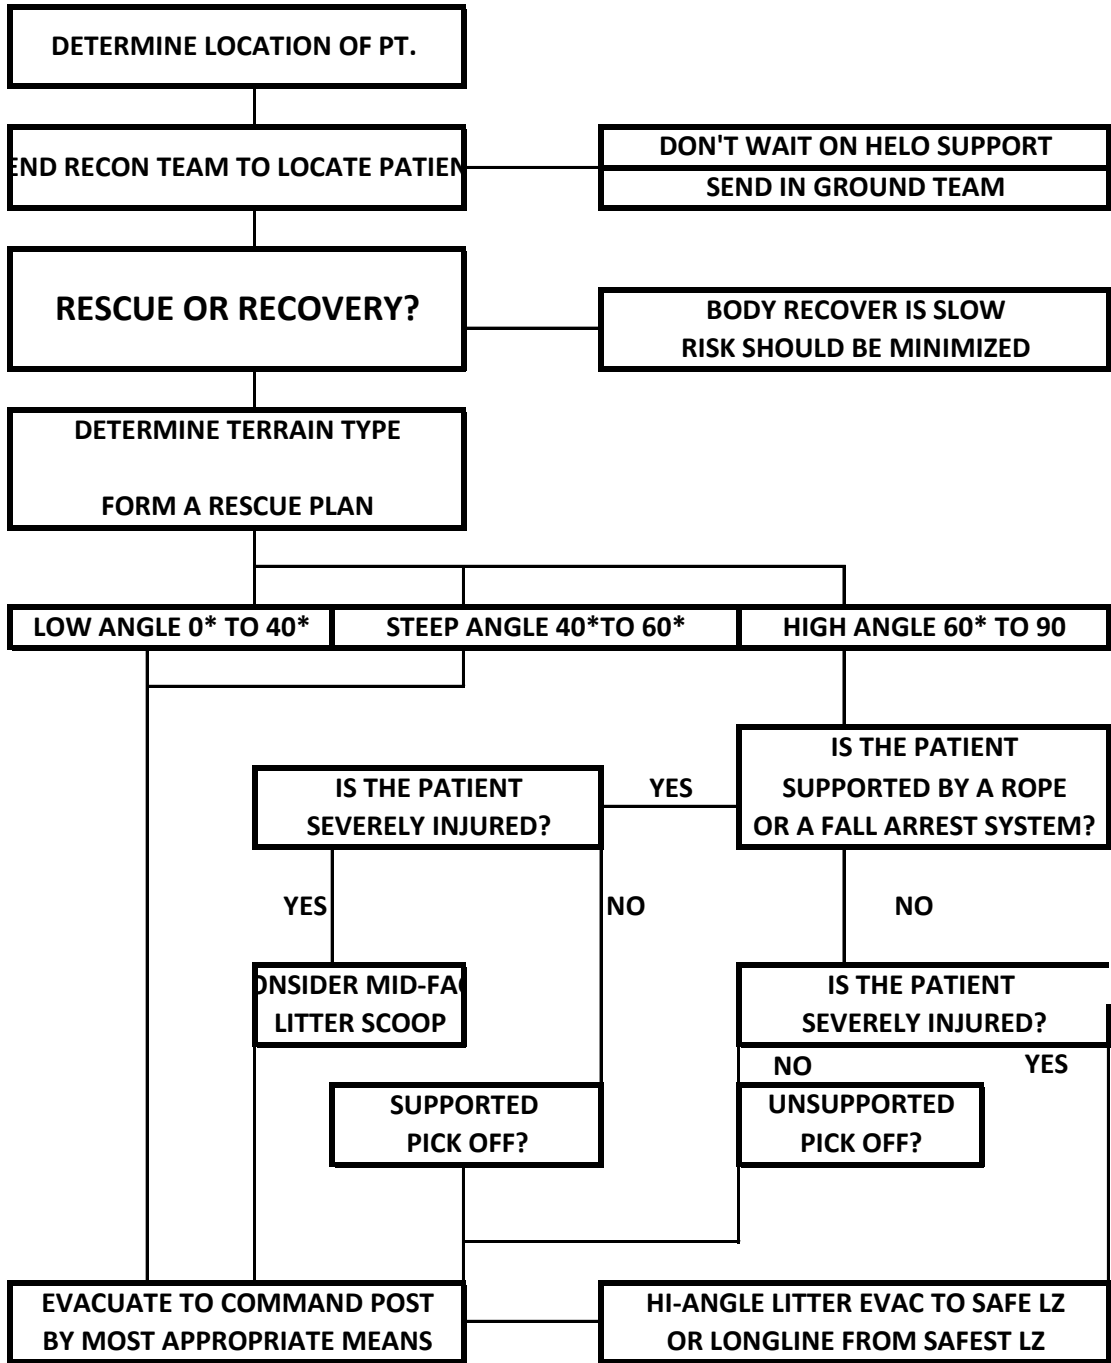 DETERMINE LOCATION OF PT.
END RECON TEAM TO LOCATE PATIEN
DON'T WAIT ON HELO SUPPORT
SEND IN GROUND TEAM
RESCUE OR RECOVERY?
BODY RECOVER IS SLOW
RISK SHOULD BE MINIMIZED
DETERMINE TERRAIN TYPE
FORM A RESCUE PLAN
LOW ANGLE 0* TO 40*
STEEP ANGLE 40*TO 60*
HIGH ANGLE 60* TO 90
IS THE PATIENT
SUPPORTED BY A ROPE
OR A FALL ARREST SYSTEM?
YES
IS THE PATIENT
SEVERELY INJURED?
YES
NO
NO
ONSIDER MID-FAC
LITTER SCOOP
IS THE PATIENT
SEVERELY INJURED?
NO
YES
SUPPORTED
PICK OFF?
UNSUPPORTED
PICK OFF?
EVACUATE TO COMMAND POST
BY MOST APPROPRIATE MEANS
HI-ANGLE LITTER EVAC TO SAFE LZ
OR LONGLINE FROM SAFEST LZ